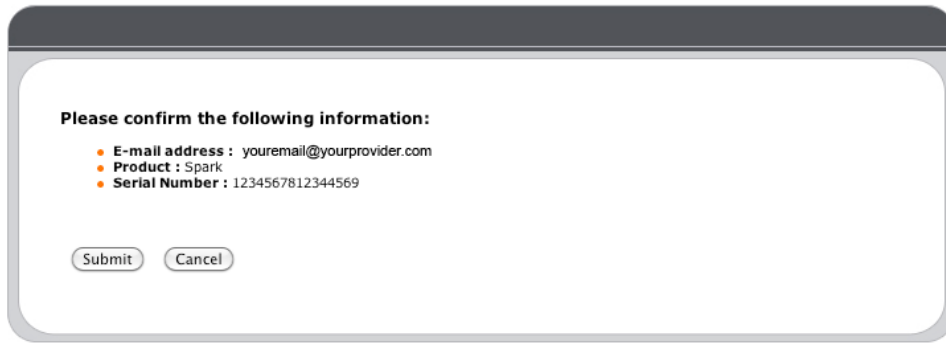 Please confirm the following information:
E-mail address : youremail@yourprovider.com
Product : Spark
Serial Number : 1234567812344569
Submit Cancel